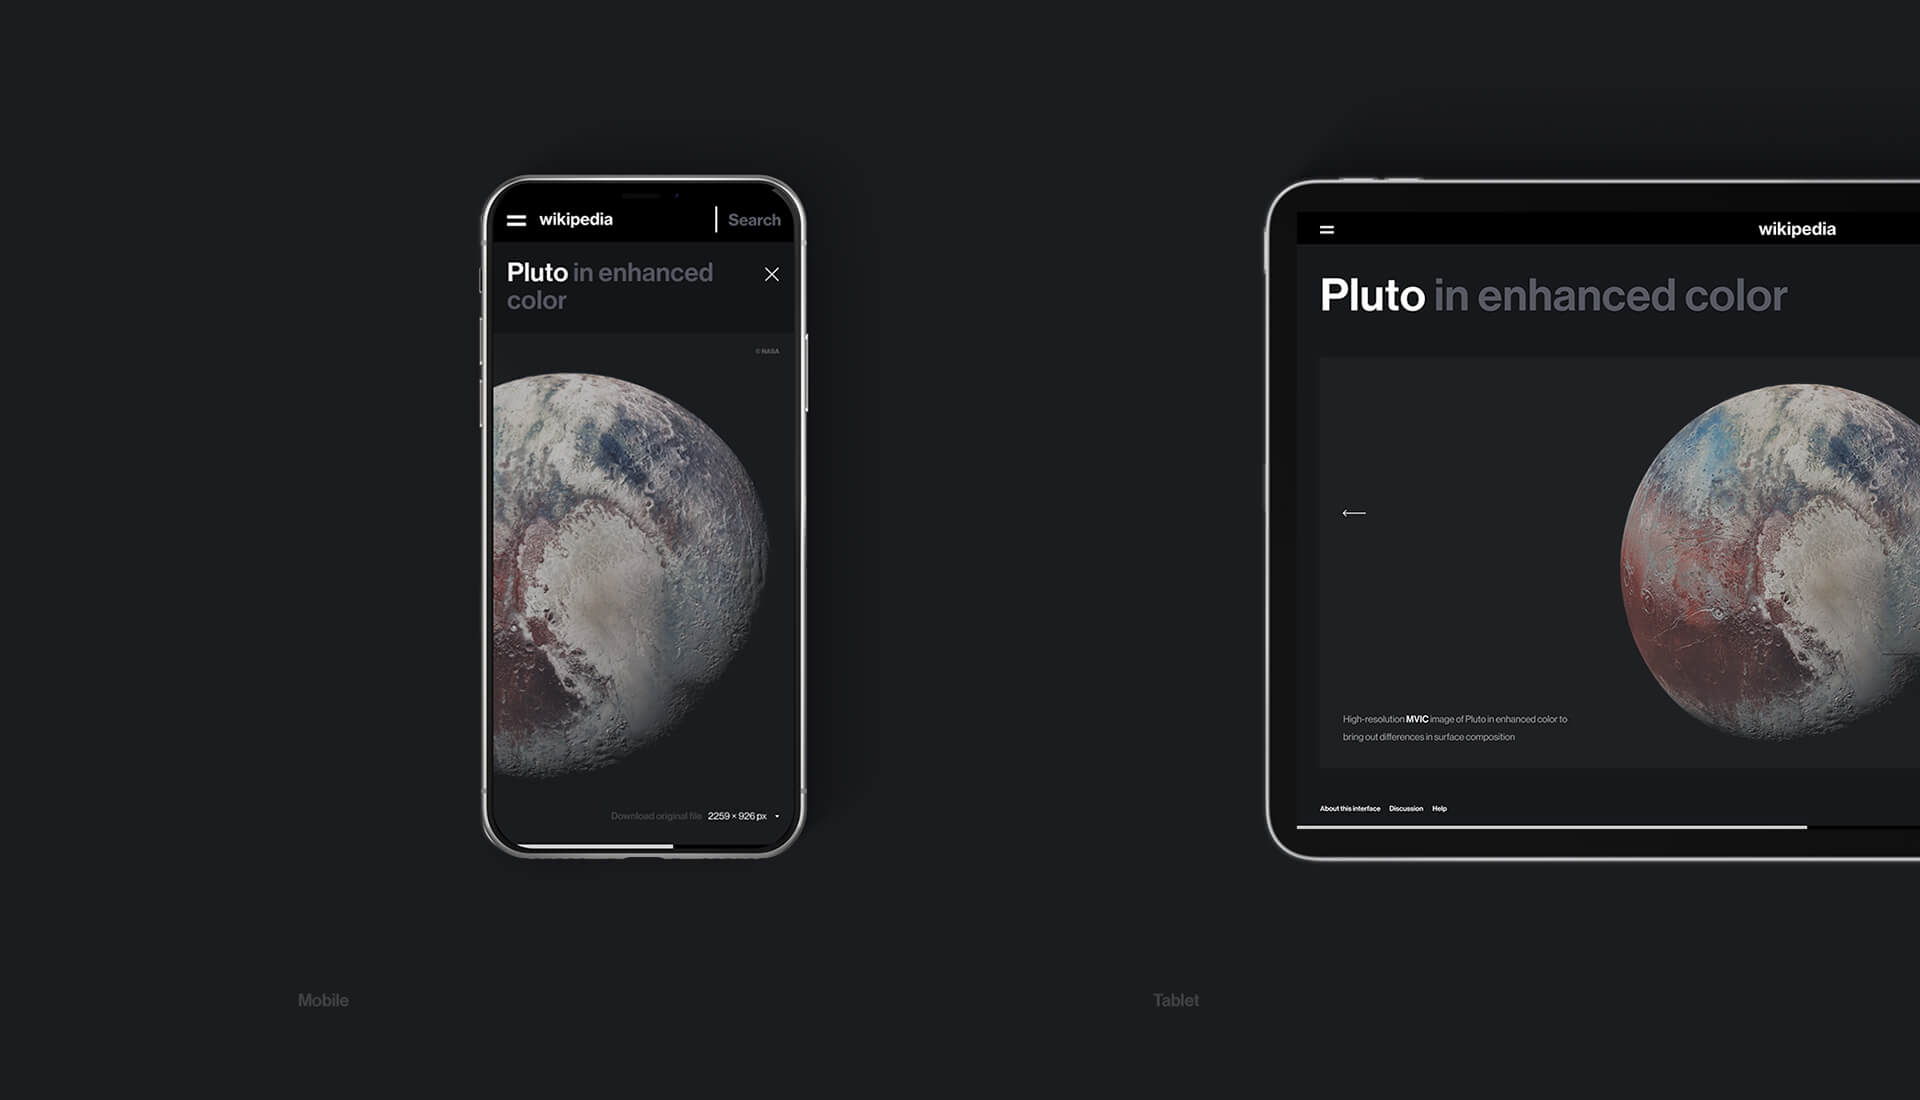 wikipedia
Search
Pluto in enhanced
color
© NASA
Download original file 2259 × 926 px
Mobile
wikipedia
Pluto in enhanced color
High-resolution MVIC image of Pluto in enhanced color to
bring out differences in surface composition
About this interface Discussion Help
Tablet